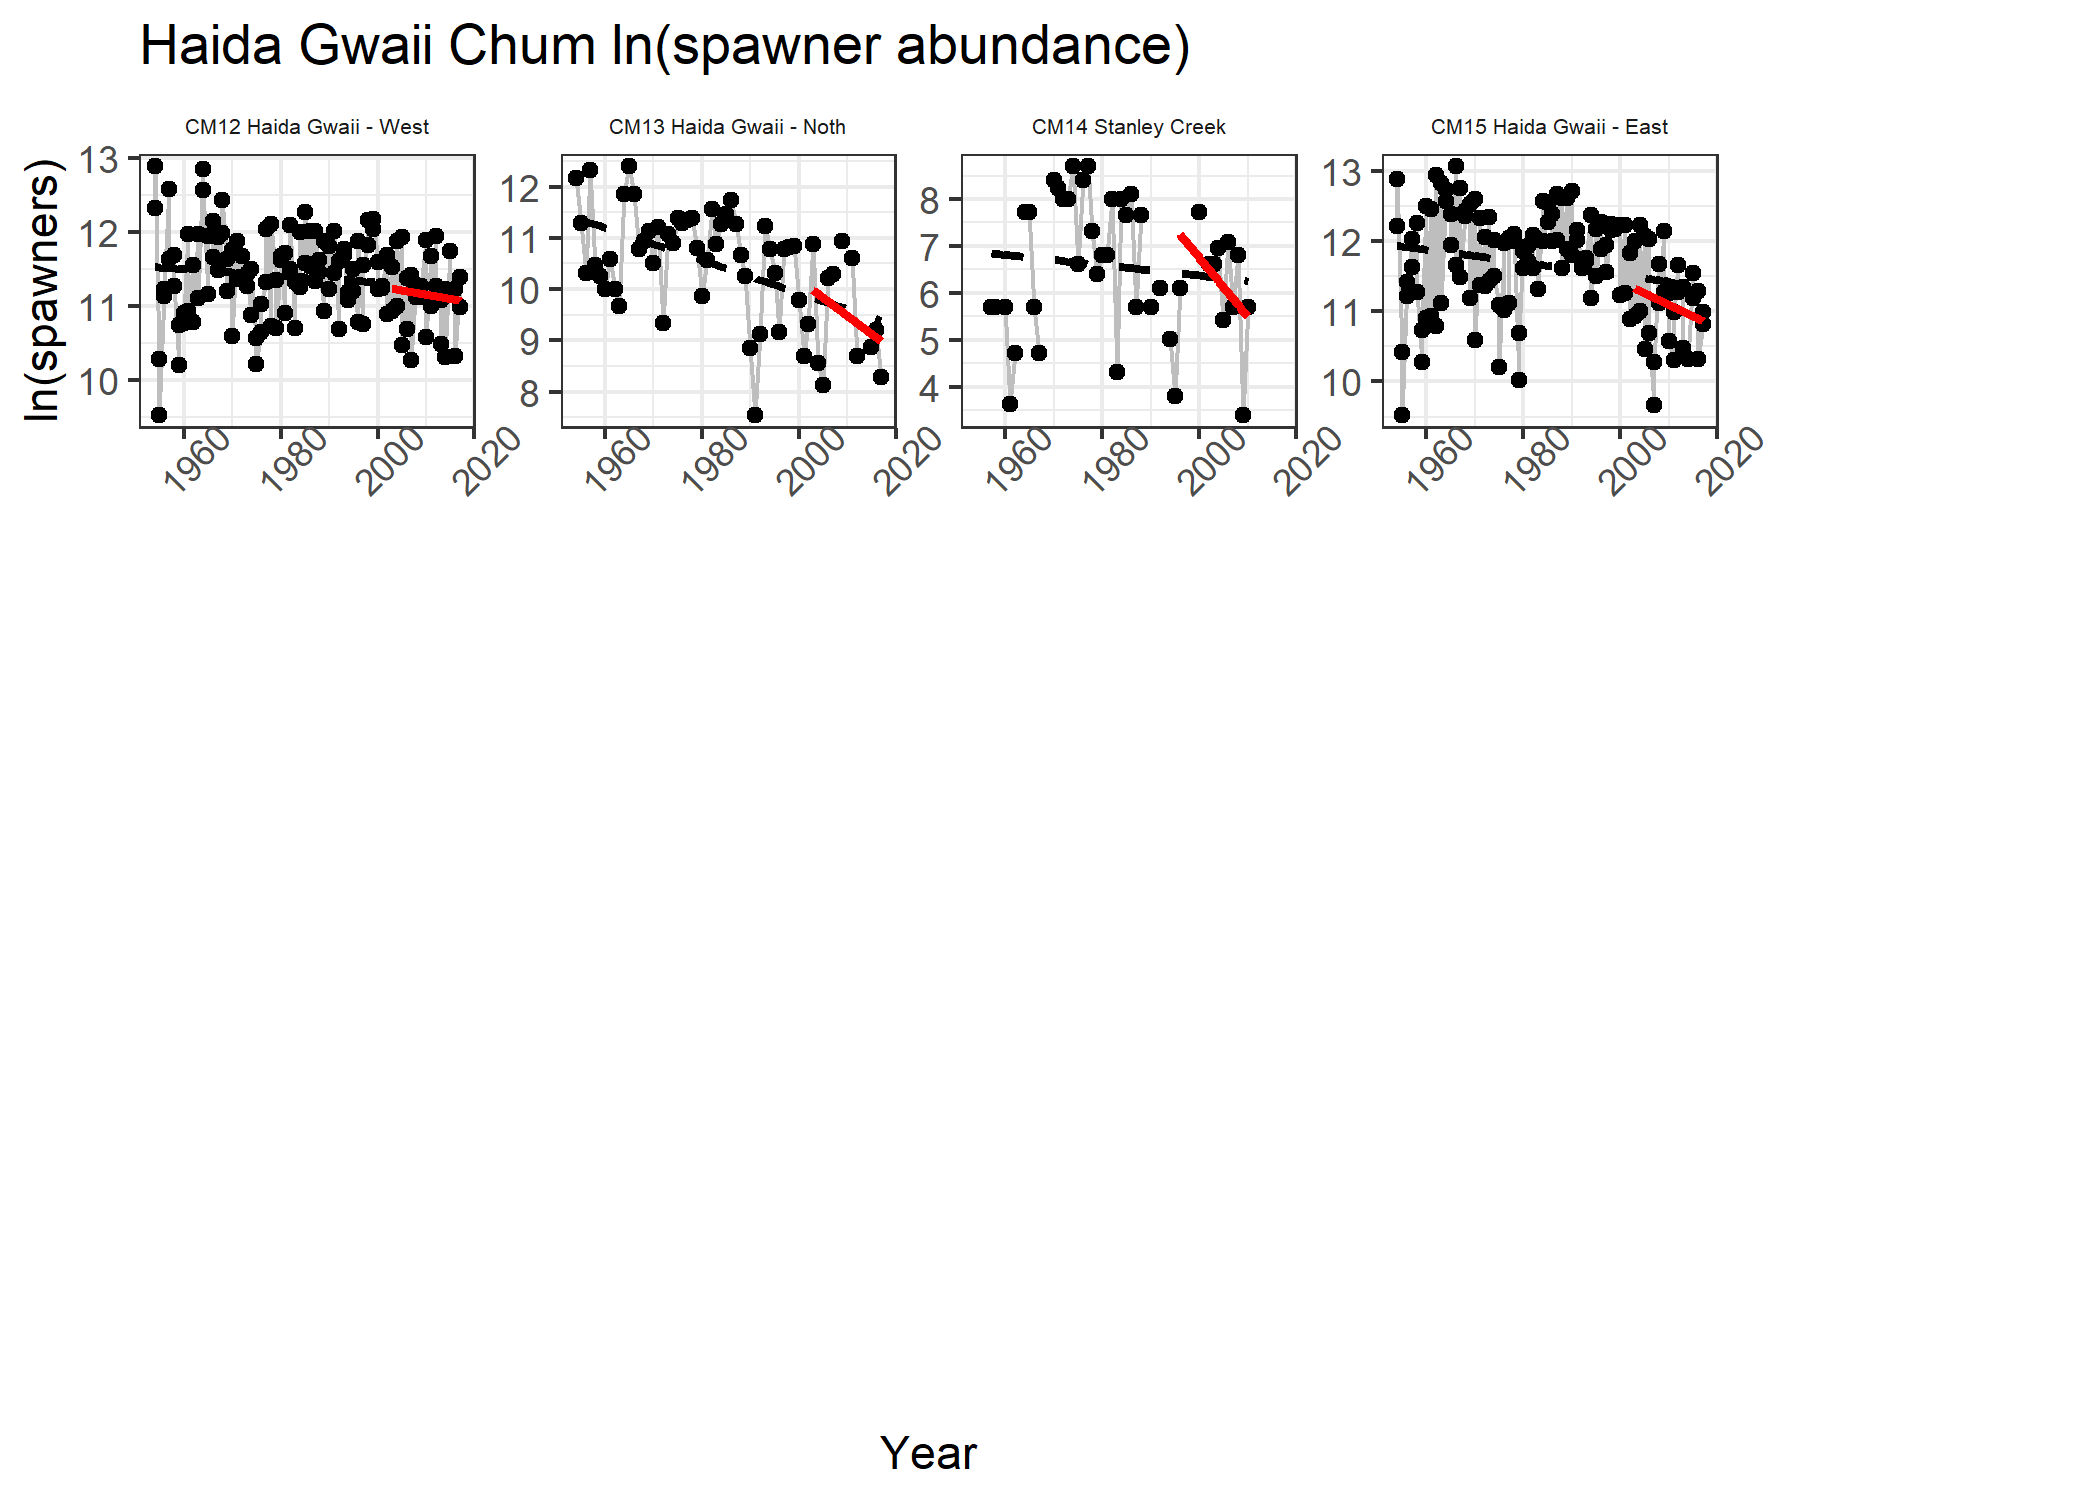 Haida Gwaii Chum ln(spawner abundance)
CM12 Haida Gwaii - West
CM13 Haida Gwaii - Noth
CM14 Stanley Creek
CM15 Haida Gwaii - East
ln(spawners)
13
12
11
10
12
11
10
9
8
8
7
6
5
4
13
12
11
10
1960 1980 2000 2020
1960 1980 2000 2020
1960 1980 2000 2020
1960 1980 2000 2020
Year